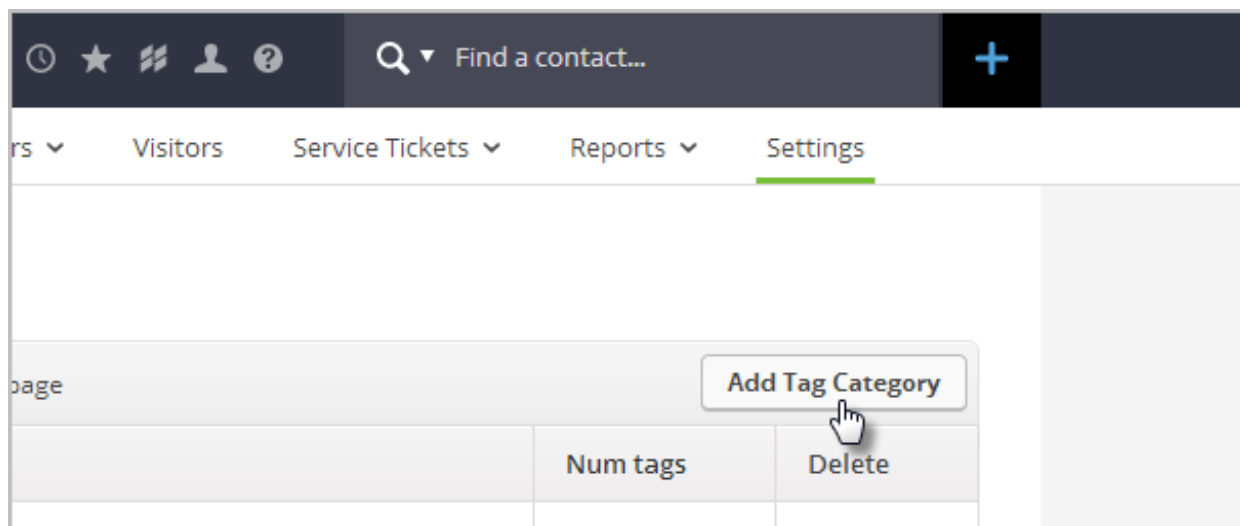 Find a contact...
rs Visitors Service Tickets Reports Settings
page Add Tag Category
Num tags Delete